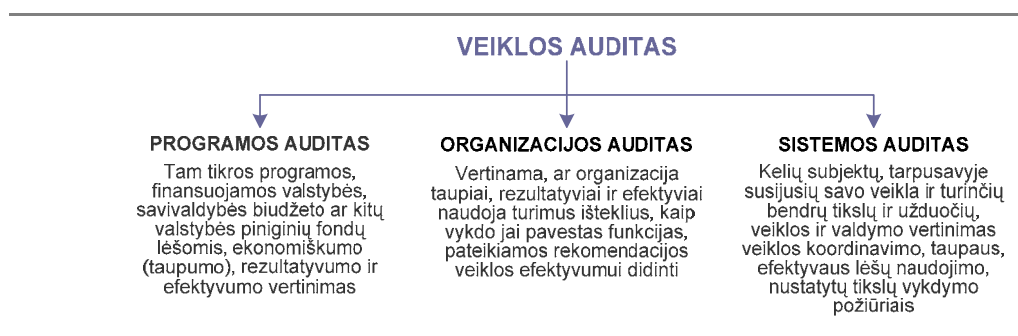 VEIKLOS AUDITAS
PROGRAMOS AUDITAS
Tam tikros programos,
finansuojamos valstybės,
savivaldybės biudžeto ar kitų
valstybės piniginių fondų
lėšomis, ekonomiškumo
(taupumo), rezultatyvumo ir
efektyvumo vertinimas
ORGANIZACIJOS AUDITAS
Vertinama, ar organizacija
taupiai, rezultatyviai ir efektyviai
naudoja turimus išteklius, kaip
vykdo jai pavestas funkcijas,
pateikiamos rekomendacijos
veiklos efektyvumui didinti
SISTEMOS AUDITAS
Kelių subjektų, tarpusavyje
susijusių savo veikla ir turinčių
bendrų tikslų ir užduočių,
veiklos ir valdymo vertinimas
veiklos koordinavimo, taupaus,
efektyvaus lėšų naudojimo,
nustatytų tikslų vykdymo
požiūriais